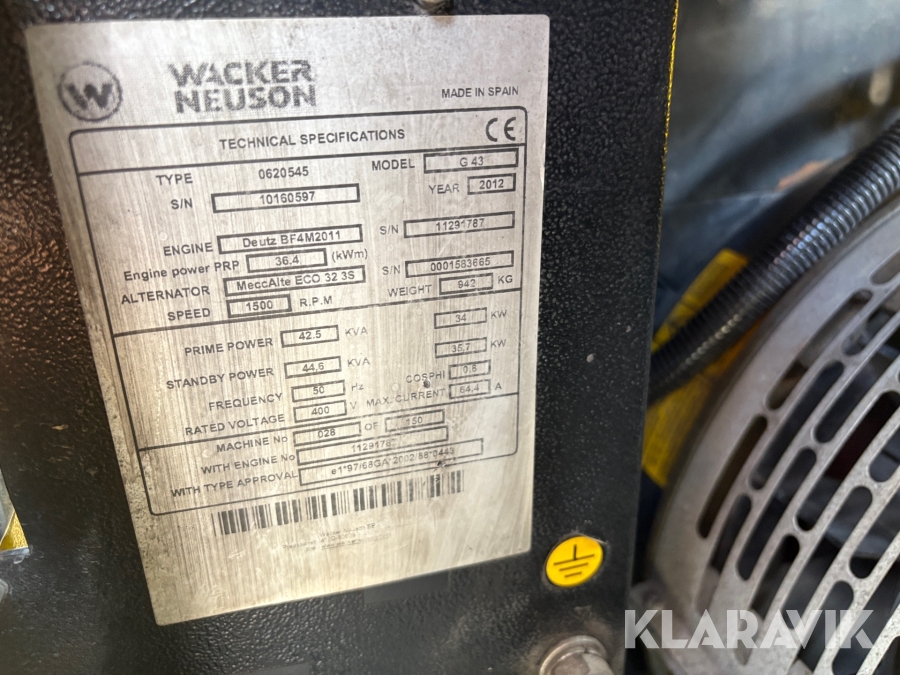 W
WACKER
NEUSON
MADE IN SPAIN
TECHNICAL SPECIFICATIONS CE
TYPE 0620545 MODEL G 43
S/N 10160597 YEAR 2012
ENGINE Deutz BF4M2011 S/N 11291787
Engine power PRP 36.4 (kWm)
ALTERNATOR MeccAlte ECO 32 3S S/N 0001583665
SPEED 1500 R.P.M WEIGHT 942 KG
PRIME POWER 42.5 KVA 34 KW
STANDBY POWER 44.6 KVA 35.7 KW
FREQUENCY 50 Hz COSPHI 0.8
RATED VOLTAGE 400 V MAX. CURRENT 64.4 A
MACHINE No 028 OF 150
WITH ENGINE No 1129178
WITH TYPE APPROVAL
KLARAVIK